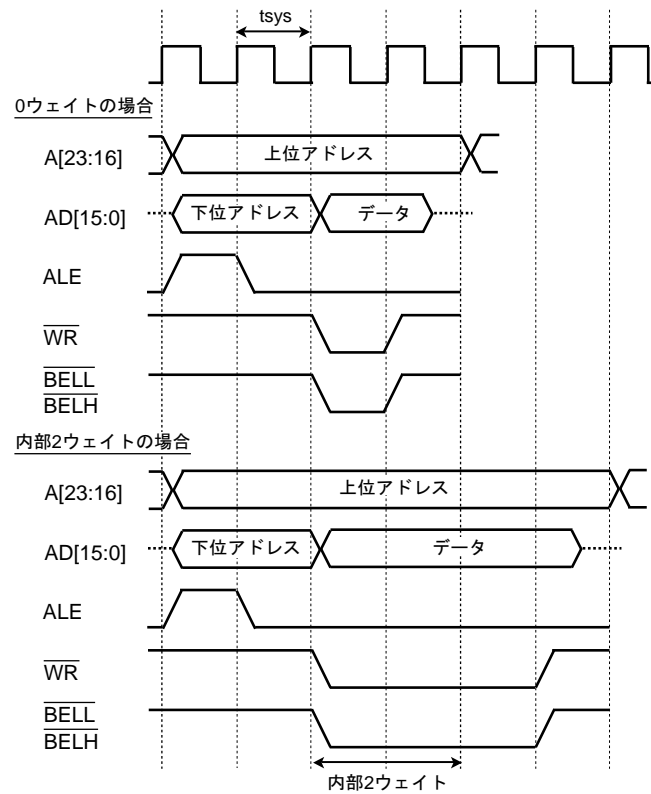 tsys
0ウェイトの場合
A[23:16]
上位アドレス
AD[15:0]
下位アドレス
データ
ALE
WR
BELL
BELH
内部2ウェイトの場合
A[23:16]
上位アドレス
AD[15:0]
下位アドレス
データ
ALE
WR
BELL
BELH
内部2ウェイト